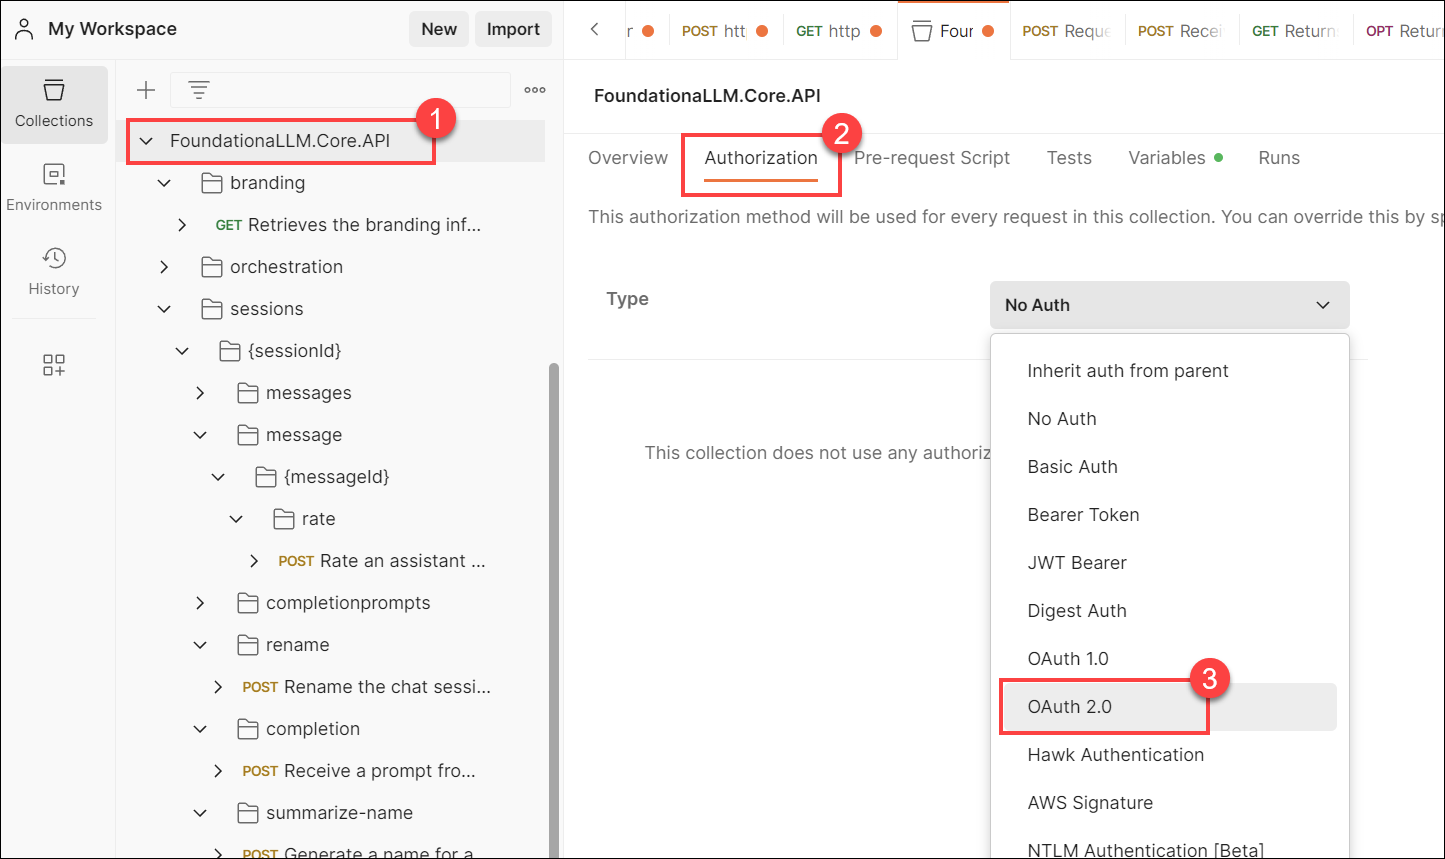 My Workspace
New
Import
POST htt
GET http
Four
POST Reque
POST Recei
GET Return
OPT Return
Collections
Environments
History
1
FoundationaLLM.Core.API
branding
GET Retrieves the branding inf...
orchestration
sessions
{sessionId}
messages
message
{messageId}
rate
POST Rate an assistant ...
completionprompts
rename
POST Rename the chat sessi...
completion
POST Receive a prompt fro...
summarize-name
POST Generate a name for a
FoundationaLLM.Core.API
2
Overview
Authorization
Pre-request Script
Tests
Variables
Runs
This authorization method will be used for every request in this collection. You can override this by sp
Type
No Auth
This collection does not use any authoriz
Inherit auth from parent
No Auth
Basic Auth
Bearer Token
JWT Bearer
Digest Auth
OAuth 1.0
3
OAuth 2.0
Hawk Authentication
AWS Signature
NTLM Authentication [Beta]